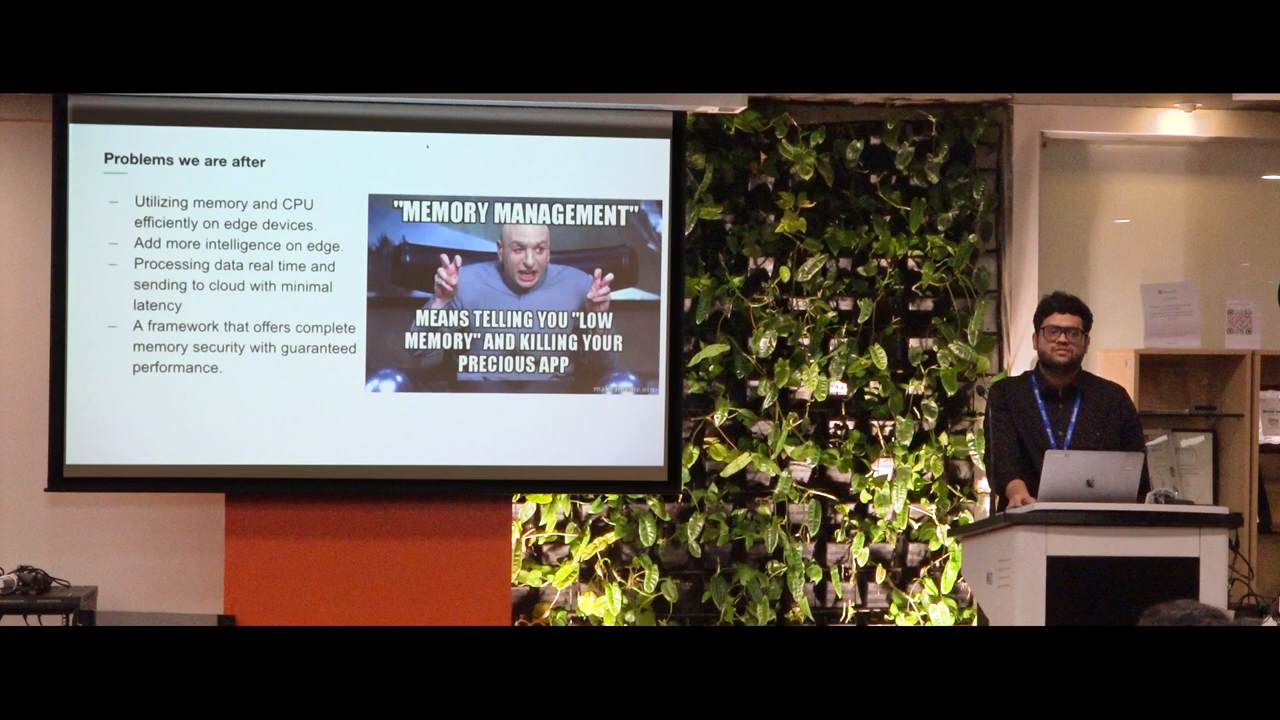 Problems we are after
– Utilizing memory and CPU
efficiently on edge devices.
– Add more intelligence on edge.
– Processing data real time and
sending to cloud with minimal
latency
– A framework that offers complete
memory security with guaranteed
performance.
"MEMORY MANAGEMENT"
MEANS TELLING YOU "LOW
MEMORY" AND KILLING YOUR
PRECIOUS APP